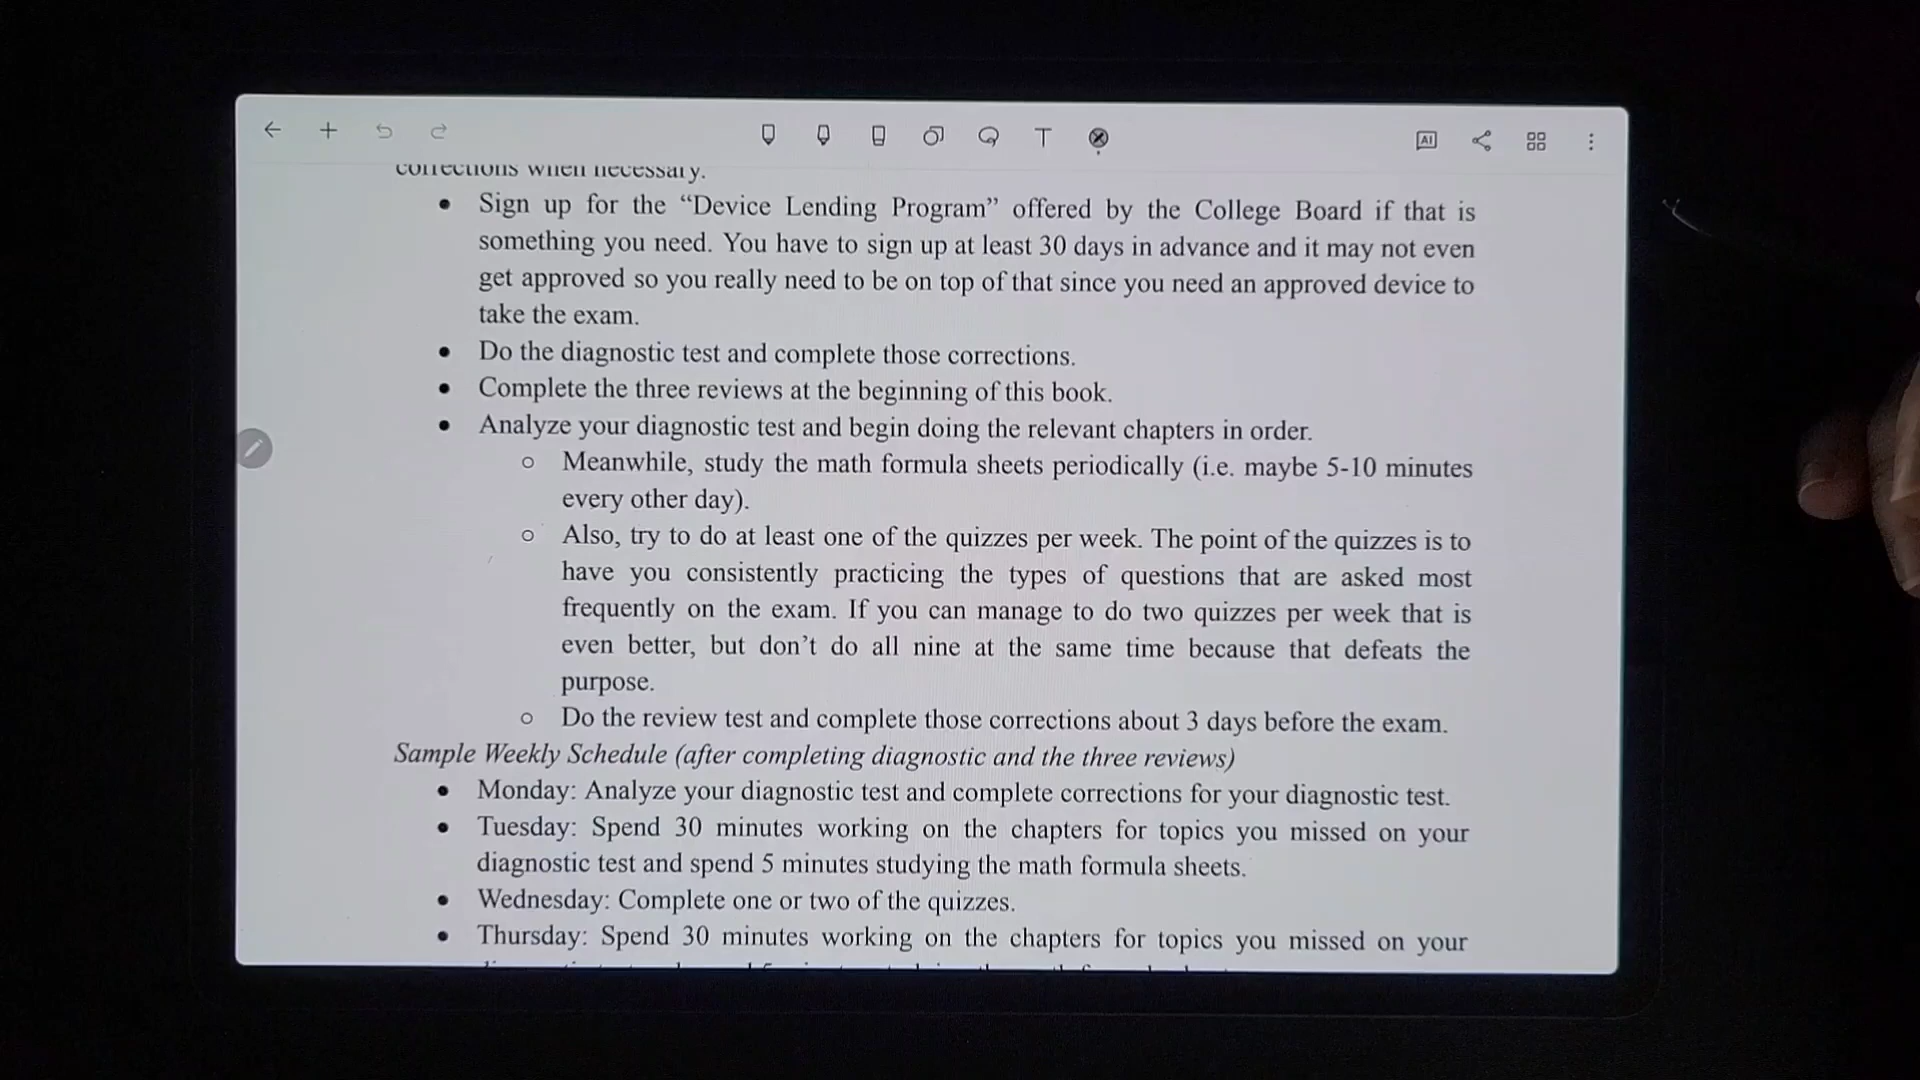 AI
T
corrections when necessary.
• Sign up for the “Device Lending Program” offered by the College Board if that is
something you need. You have to sign up at least 30 days in advance and it may not even
get approved so you really need to be on top of that since you need an approved device to
take the exam.
• Do the diagnostic test and complete those corrections.
• Complete the three reviews at the beginning of this book.
• Analyze your diagnostic test and begin doing the relevant chapters in order.
○ Meanwhile, study the math formula sheets periodically (i.e. maybe 5-10 minutes
every other day).
○ Also, try to do at least one of the quizzes per week. The point of the quizzes is to
have you consistently practicing the types of questions that are asked most
frequently on the exam. If you can manage to do two quizzes per week that is
even better, but don’t do all nine at the same time because that defeats the
purpose.
○ Do the review test and complete those corrections about 3 days before the exam.
Sample Weekly Schedule (after completing diagnostic and the three reviews)
• Monday: Analyze your diagnostic test and complete corrections for your diagnostic test.
• Tuesday: Spend 30 minutes working on the chapters for topics you missed on your
diagnostic test and spend 5 minutes studying the math formula sheets.
• Wednesday: Complete one or two of the quizzes.
• Thursday: Spend 30 minutes working on the chapters for topics you missed on your